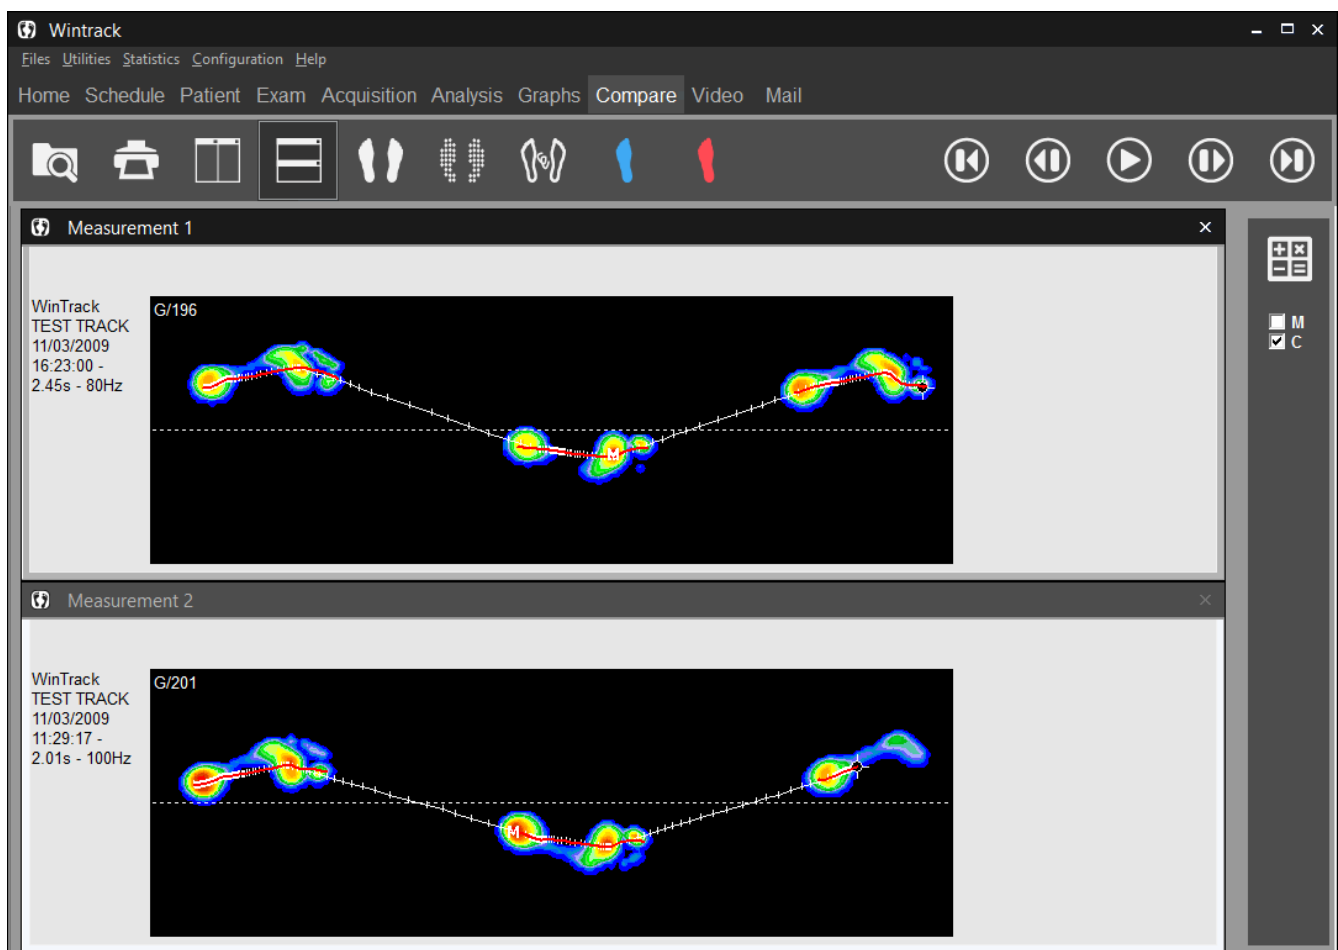 Wintrack
Files Utilities Statistics Configuration Help
Home Schedule Patient Exam Acquisition Analysis Graphs Compare Video Mail
Measurement 1
WinTrack
TEST TRACK
11/03/2009
16:23:00 -
2.45s - 80Hz
G/196
M
M
C
Measurement 2
WinTrack
TEST TRACK
11/03/2009
11:29:17 -
2.01s - 100Hz
G/201
M